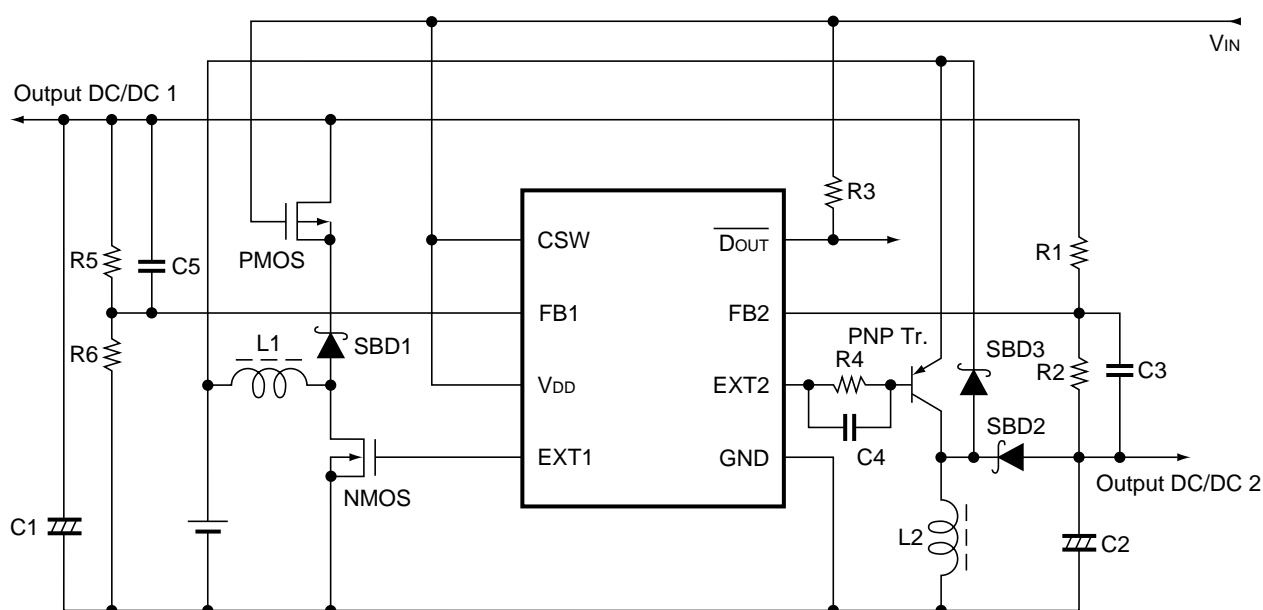 VIN
Output DC/DC 1
R3
CSW
DOUT
R5
C5
PMOS
R1
FB1
FB2
R6
L1
SBD1
PNP Tr.
R4
SBD3
R2
C3
VDD
EXT2
C4
SBD2
EXT1
GND
NMOS
Output DC/DC 2
C1
L2
C2